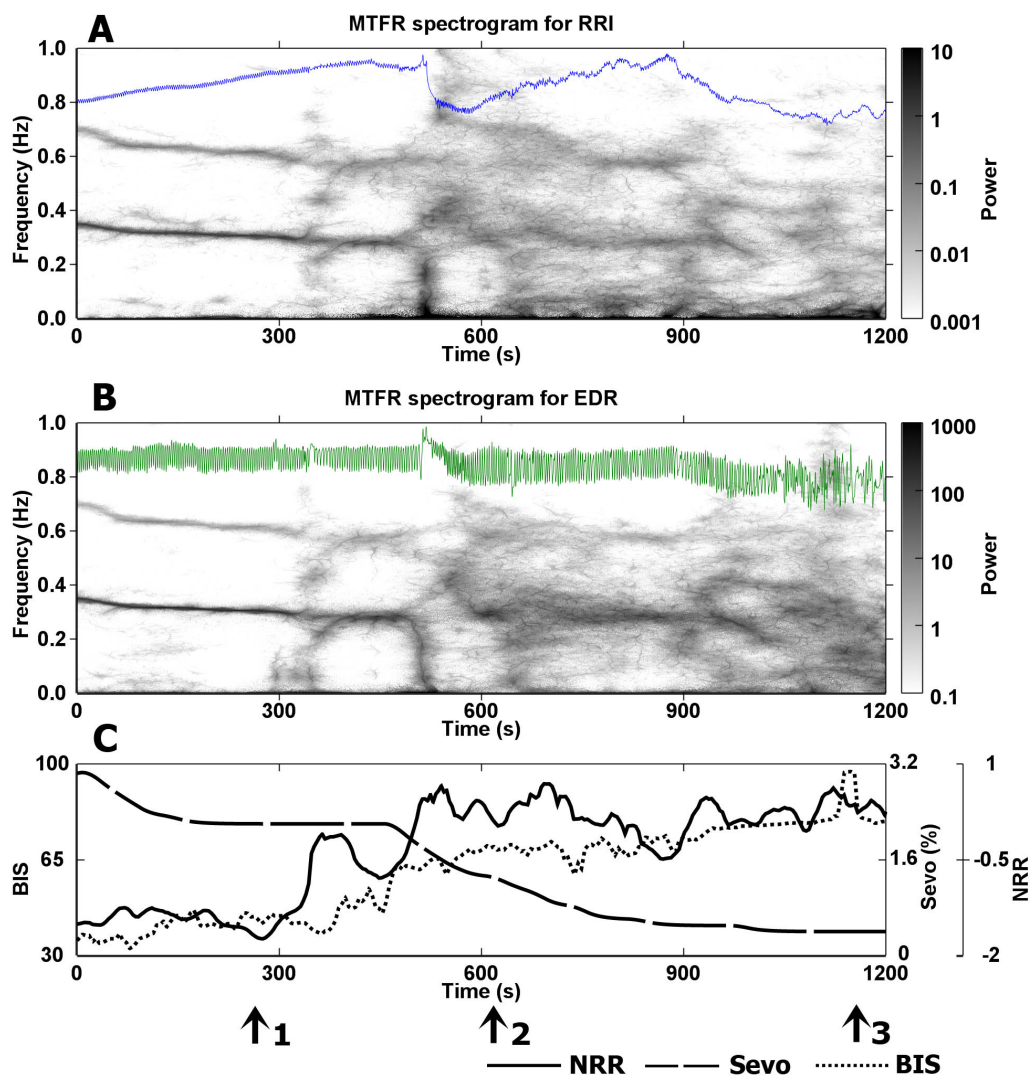 A
MTFR spectrogram for RRI
1.0
0.8
0.6
0.4
0.2
0.0
Frequency (Hz)
0 300 600 900 1200
Time (s)
10
1
0.1
0.01
0.001
Power
B
MTFR spectrogram for EDR
1.0
0.8
0.6
0.4
0.2
0.0
Frequency (Hz)
0 300 600 900 1200
Time (s)
1000
100
10
1
0.1
Power
C
100
65
30
BIS
3.2
1.6
0
Sevo (%)
1
-0.5
-2
NRR
0 300 600 900 1200
Time (s)
1 2 3
NRR Sevo BIS